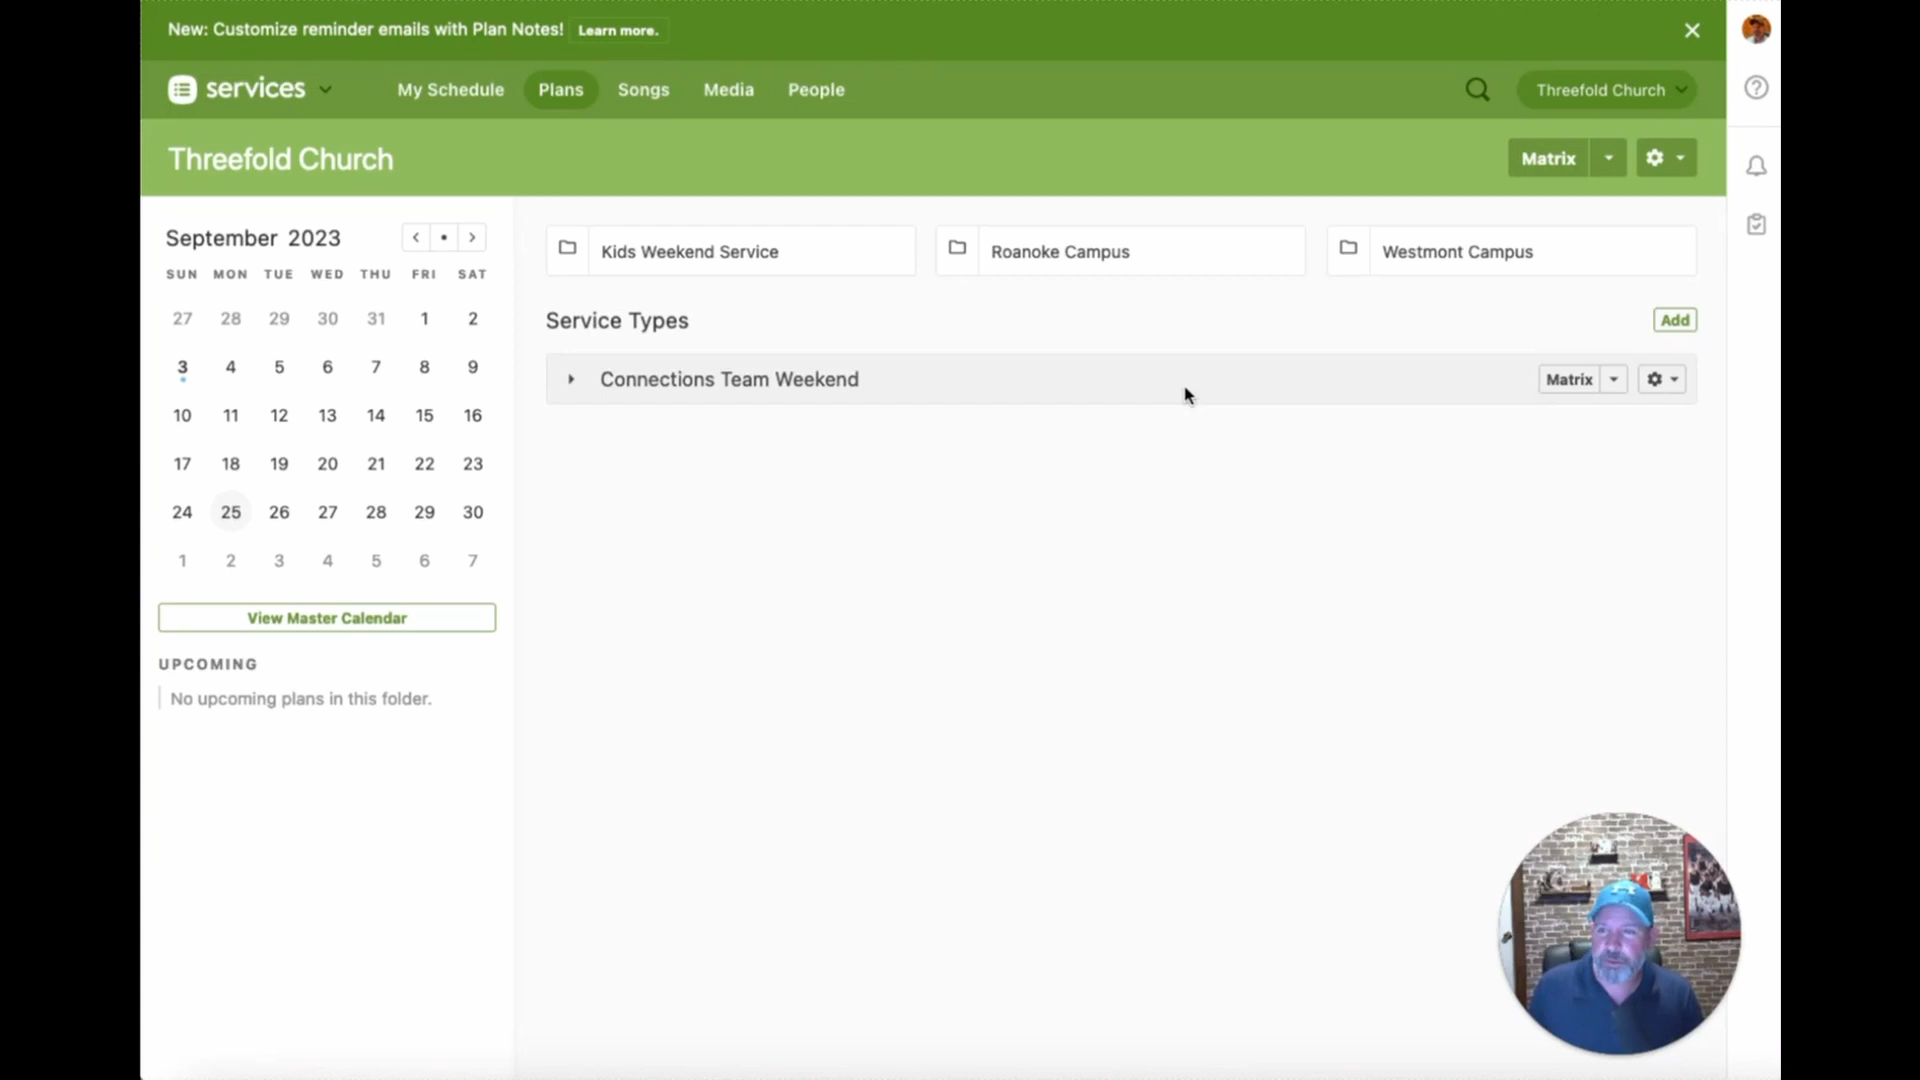 New: Customize reminder emails with Plan Notes! Learn more.
services My Schedule Plans Songs Media People Threefold Church
Threefold Church Matrix
September 2023
SUN MON TUE WED THU FRI SAT
27 28 29 30 31 1 2
3 4 5 6 7 8 9
10 11 12 13 14 15 16
17 18 19 20 21 22 23
24 25 26 27 28 29 30
1 2 3 4 5 6 7
View Master Calendar
UPCOMING
No upcoming plans in this folder.
Kids Weekend Service Roanoke Campus Westmont Campus
Service Types Add
Connections Team Weekend Matrix